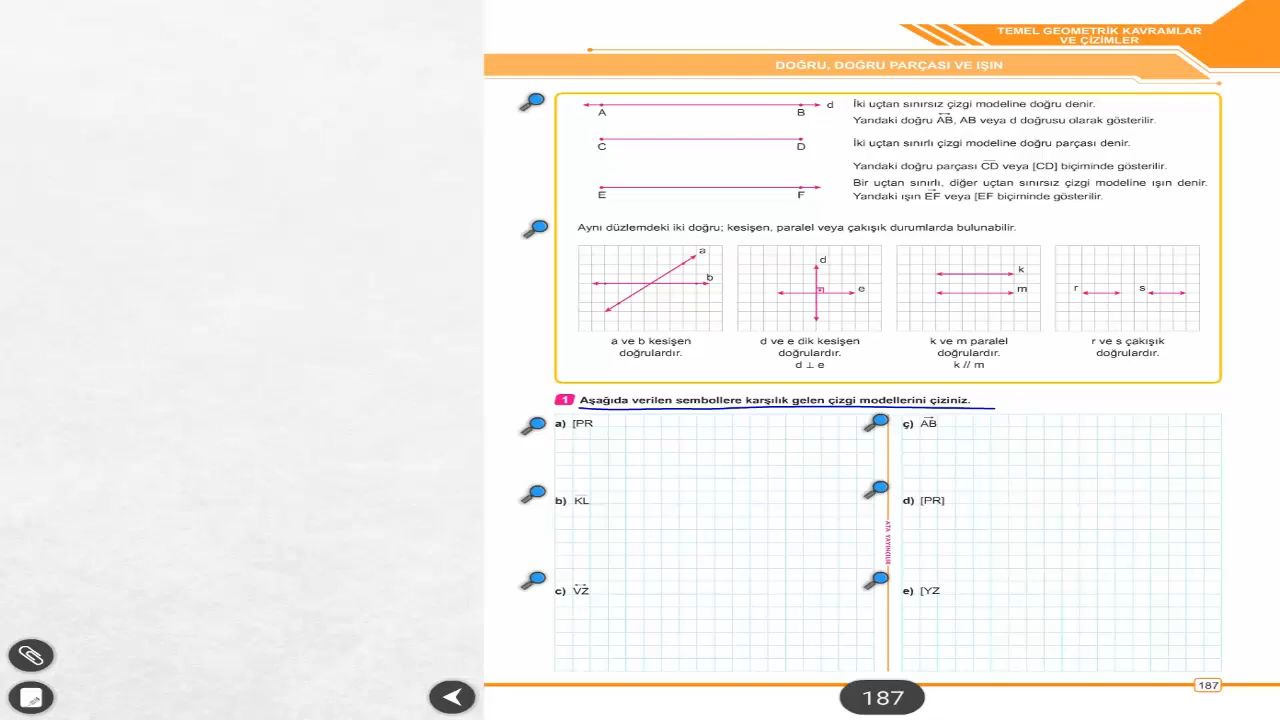 TEMEL GEOMETRİK KAVRAMLAR
VE ÇİZİMLER
DOĞRU, DOĞRU PARÇASI VE IŞIN
A B d
İki uçtan sınırsız çizgi modeline doğru denir.
Yandaki doğru AB, AB veya d doğrusu olarak gösterilir.
C D
İki uçtan sınırlı çizgi modeline doğru parçası denir.
Yandaki doğru parçası CD veya [CD] biçiminde gösterilir.
E F
Bir uçtan sınırlı, diğer uçtan sınırsız çizgi modeline ışın denir.
Yandaki ışın EF veya [EF biçiminde gösterilir.
Aynı düzlemdeki iki doğru; kesişen, paralel veya çakışık durumlarda bulunabilir.
a
b
d
e
k
m
r s
a ve b kesişen
doğrulardır.
d ve e dik kesişen
doğrulardır.
d ⊥ e
k ve m paralel
doğrulardır.
k // m
r ve s çakışık
doğrulardır.
1 Aşağıda verilen sembollere karşılık gelen çizgi modellerini çiziniz.
a) [PR
b) KL
c) VZ
ç) AB
d) [PR]
e) [YZ
ATA YAYINCILIK
187
187